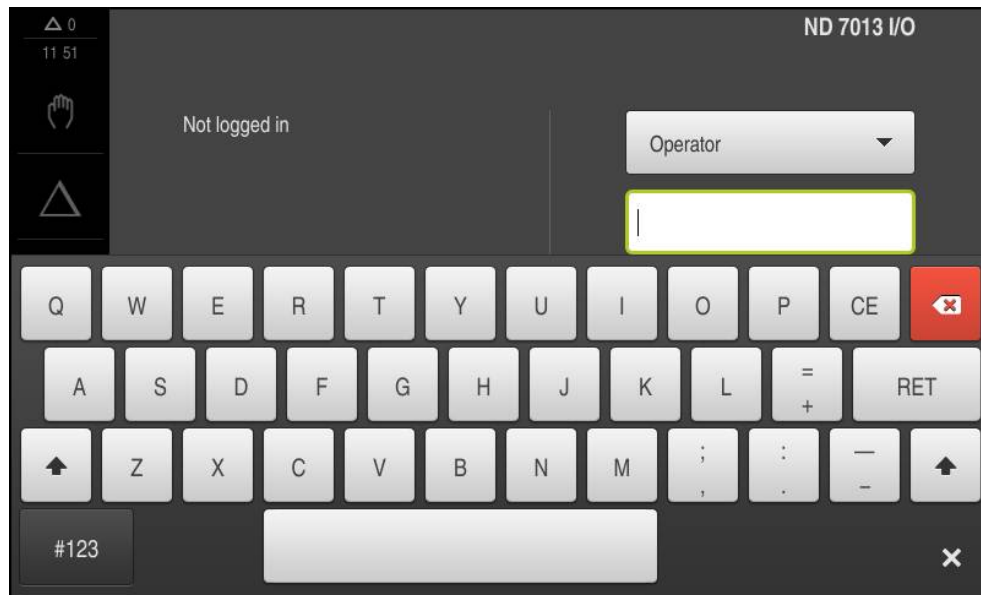 0
ND 7013 I/O
11 51
Not logged in
Operator
Q W E R T Y U I O P CE
A S D F G H J K L = + RET
Z X C V B N M ; , : . — –
#123